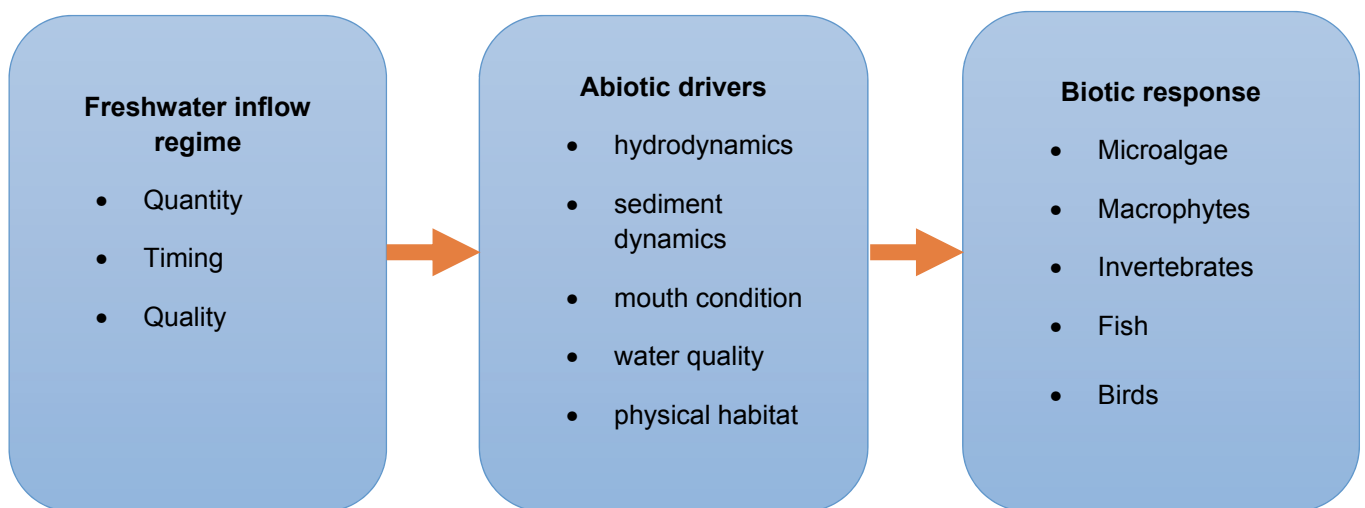 Freshwater inflow
regime
• Quantity
• Timing
• Quality
Abiotic drivers
• hydrodynamics
• sediment
dynamics
• mouth condition
• water quality
• physical habitat
Biotic response
• Microalgae
• Macrophytes
• Invertebrates
• Fish
• Birds